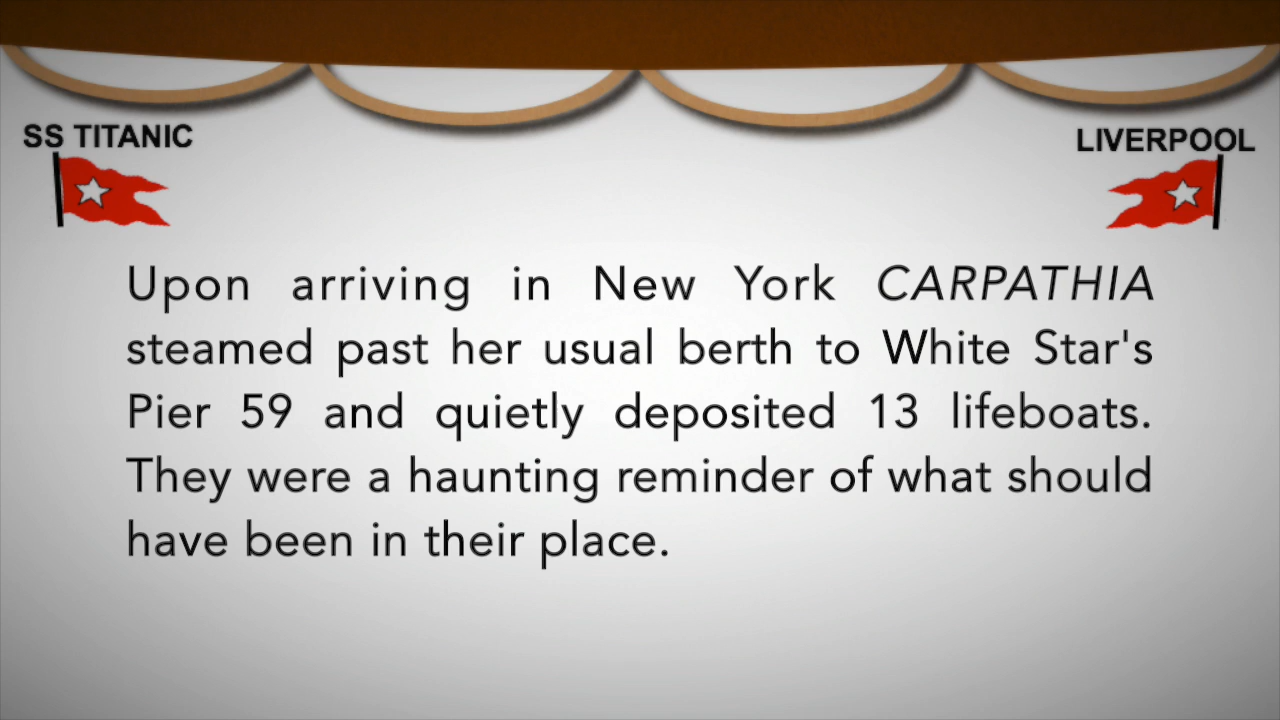 SS TITANIC
LIVERPOOL
Upon arriving in New York CARPATHIA
steamed past her usual berth to White Star's
Pier 59 and quietly deposited 13 lifeboats.
They were a haunting reminder of what should
have been in their place.